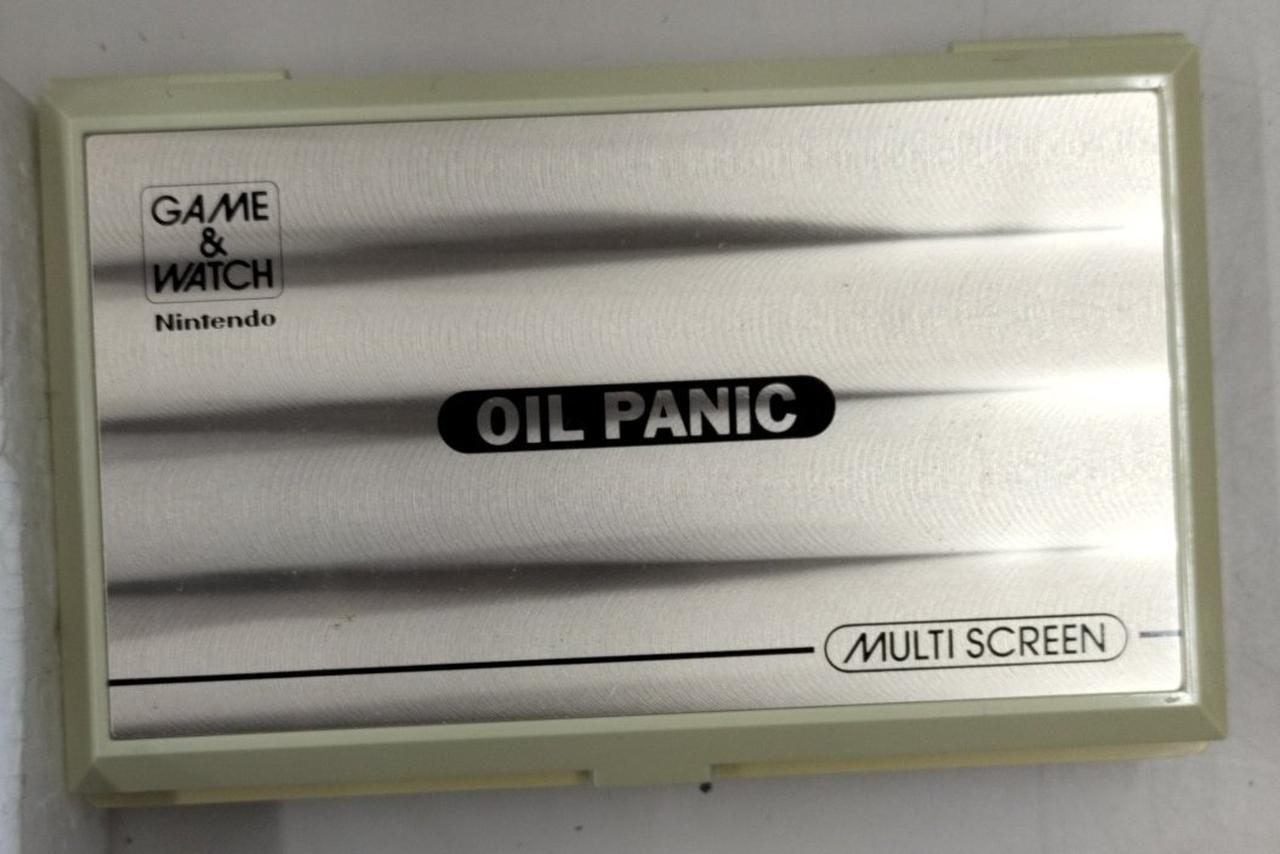 GAME
&
WATCH
Nintendo
OIL PANIC
MULTI SCREEN